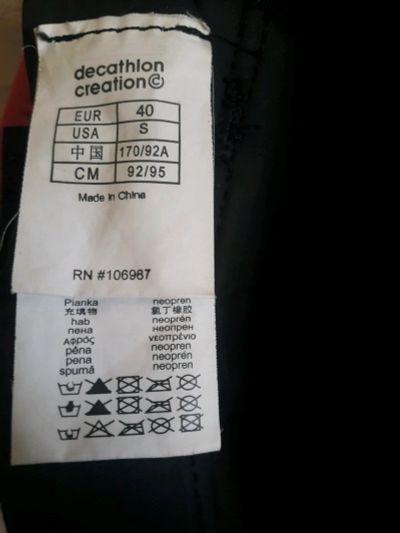 decathlon
creation©
EUR 40
USA S
中国 170/92A
CM 92/95
Made in China
RN #106987
Pianka neopren
充填物 氯丁橡胶
hab neoprén
пена неопрен
Αφρός νεοπρένιο
pěna neopren
pena neoprén
spumă neopren